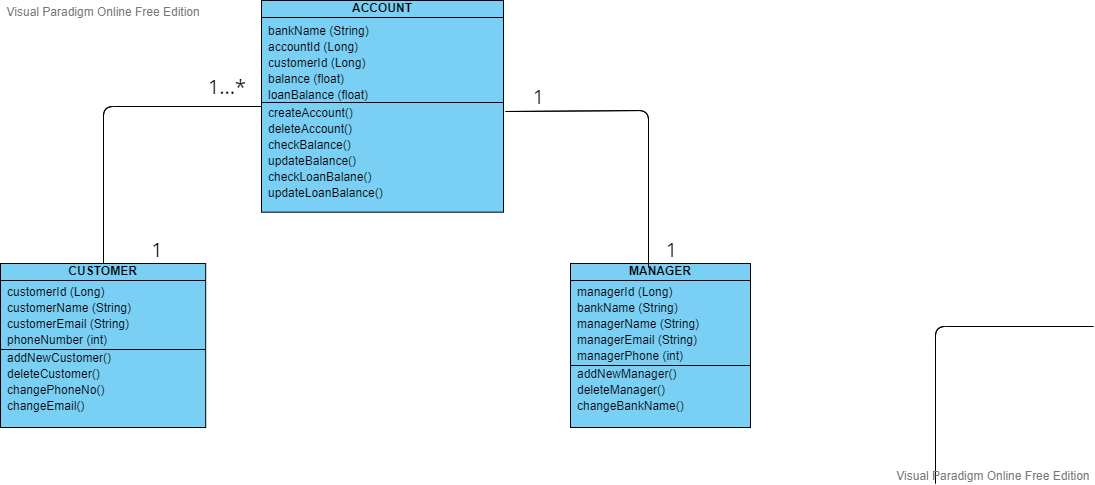 Visual Paradigm Online Free Edition
ACCOUNT
bankName (String)
accountId (Long)
customerId (Long)
balance (float)
loanBalance (float)
createAccount()
deleteAccount()
checkBalance()
updateBalance()
checkLoanBalane()
updateLoanBalance()
1...*
1
1
1
CUSTOMER
customerId (Long)
customerName (String)
customerEmail (String)
phoneNumber (int)
addNewCustomer()
deleteCustomer()
changePhoneNo()
changeEmail()
MANAGER
managerId (Long)
bankName (String)
managerName (String)
managerEmail (String)
managerPhone (int)
addNewManager()
deleteManager()
changeBankName()
Visual Paradigm Online Free Edition